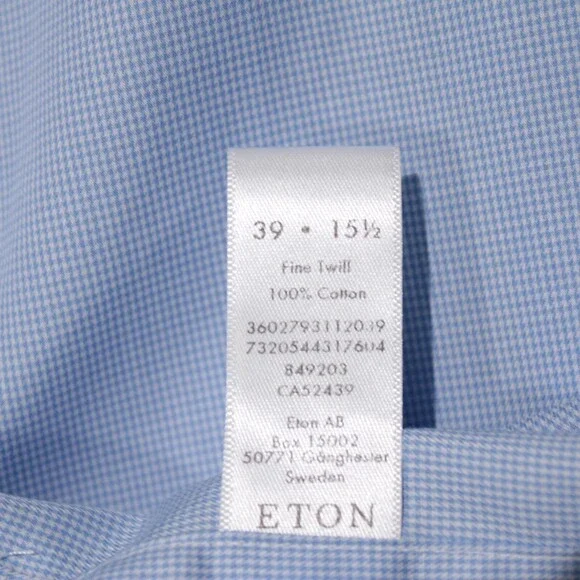 39 • 15½
Fine Twill
100% Cotton
3602793112039
7320544317604
849203
CA52439
Eton AB
Box 15002
50771 Gånghester
Sweden
ETON